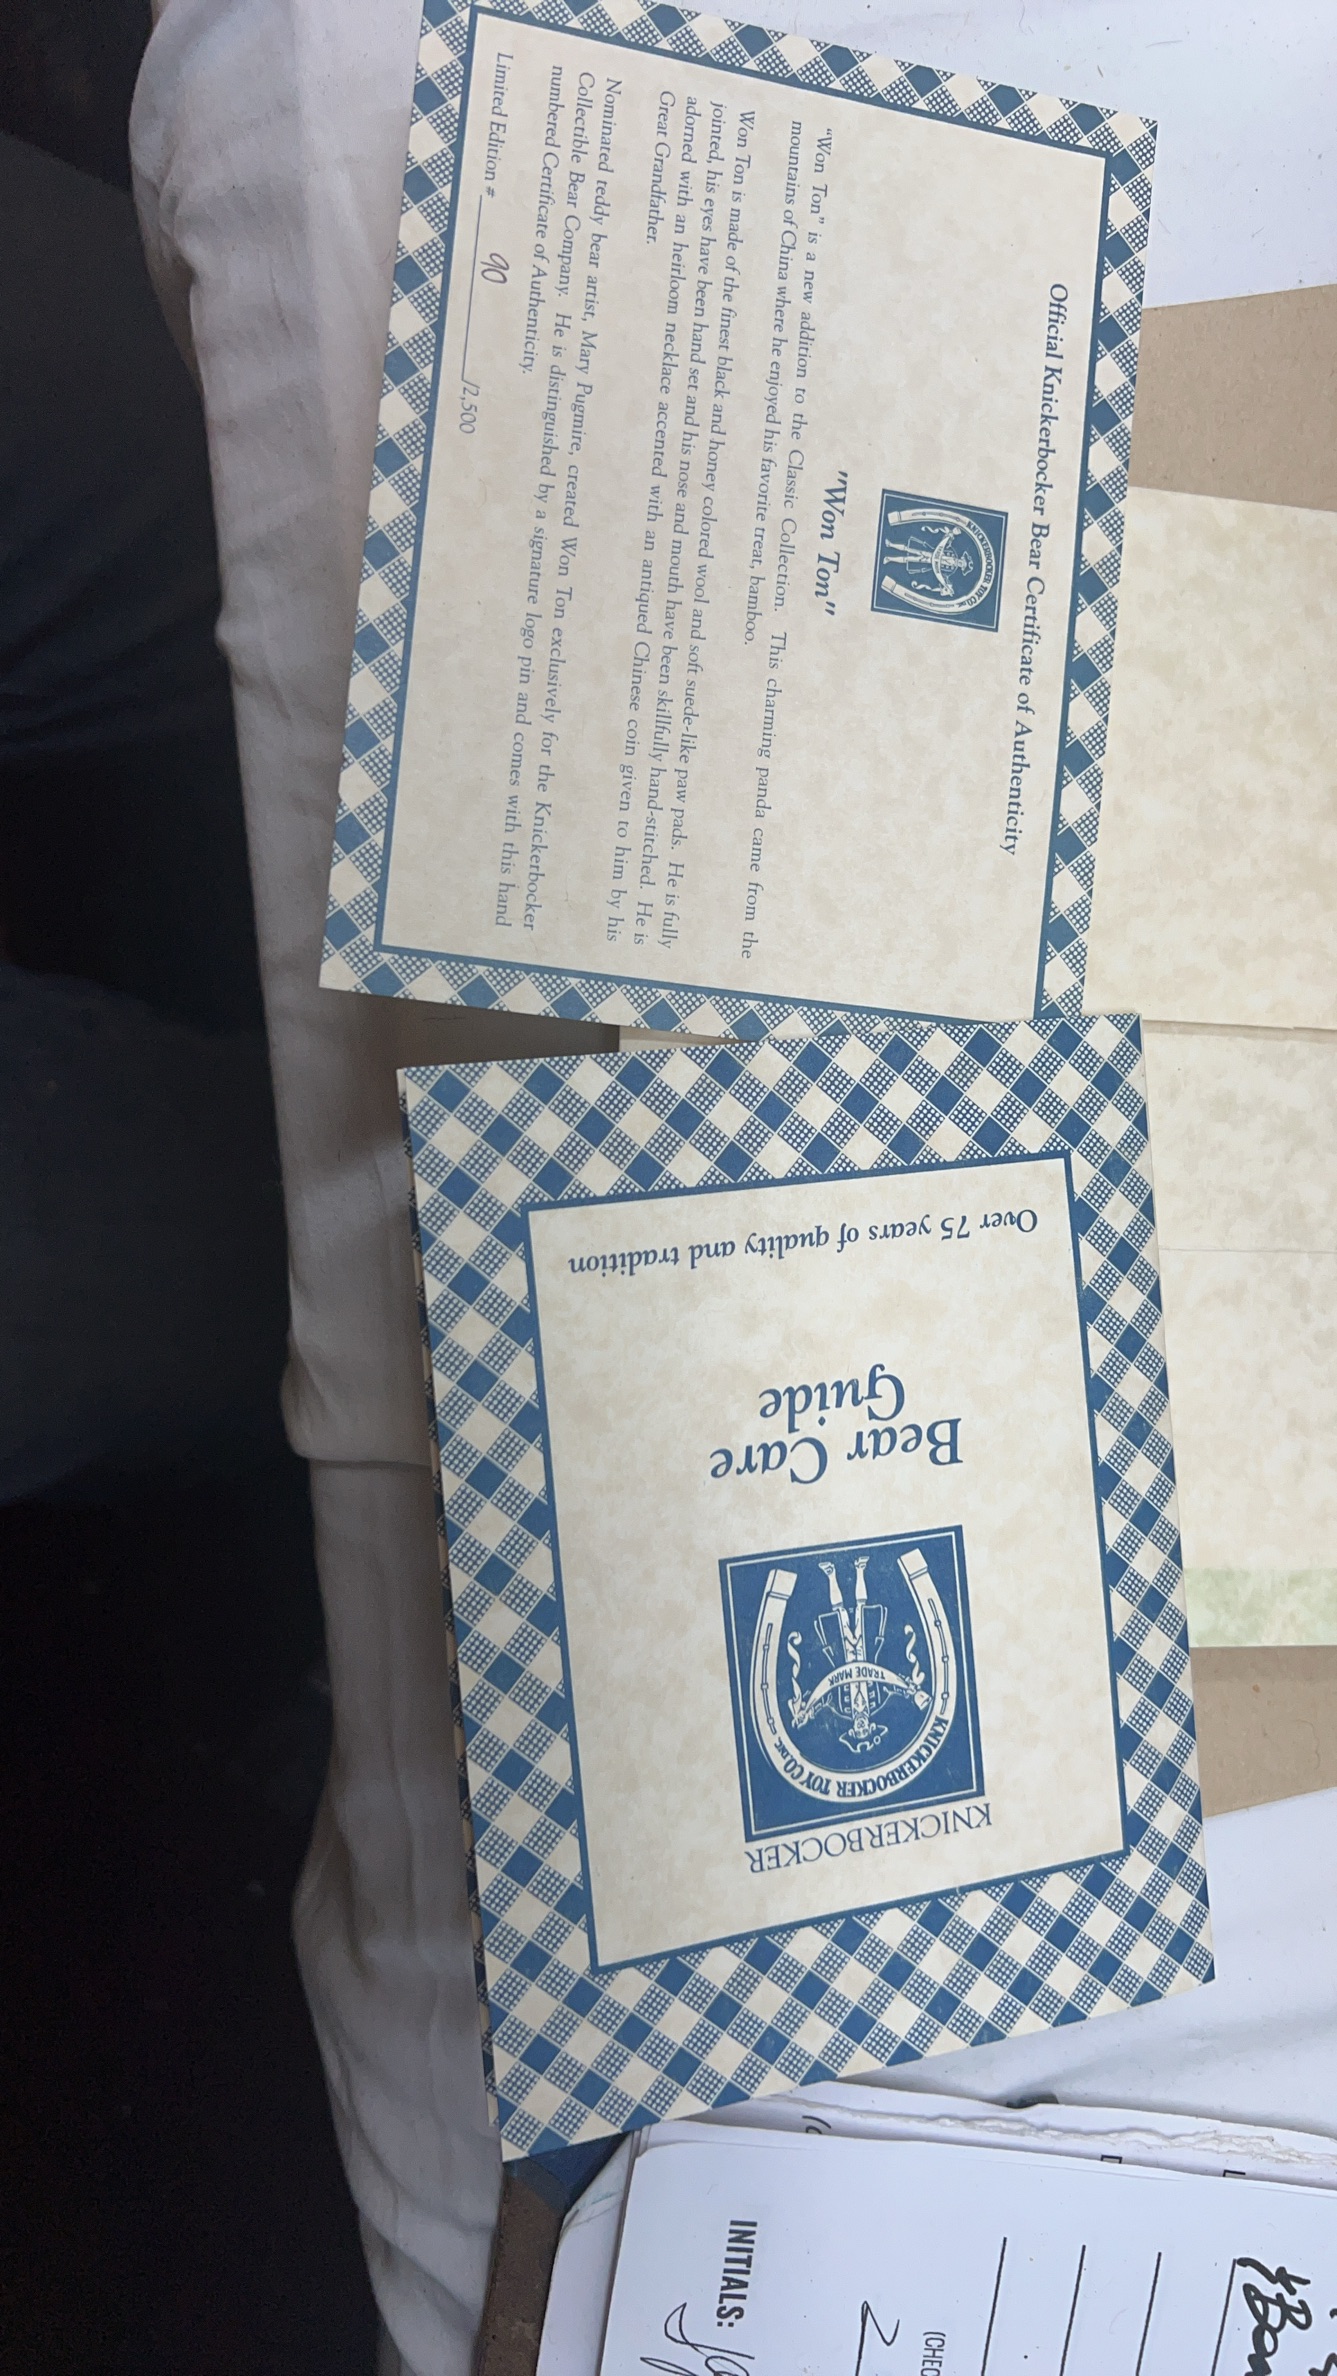 Official Knickerbocker Bear Certificate of Authenticity
KNICKERBOCKER TOY CO. INC.
"Won Ton"
"Won Ton" is a new addition to the Classic Collection. This charming panda came from the
mountains of China where he enjoyed his favorite treat, bamboo.
Won Ton is made of the finest black and honey colored wool and soft suede-like paw pads. He is fully
jointed, his eyes have been hand set and his nose and mouth have been skillfully hand-stitched. He is
adorned with an heirloom necklace accented with an antiqued Chinese coin given to him by his
Great Grandfather.
Nominated teddy bear artist, Mary Pugmire, created Won Ton exclusively for the Knickerbocker
Collectible Bear Company. He is distinguished by a signature logo pin and comes with this hand
numbered Certificate of Authenticity.
Limited Edition # 90 /2,500
KNICKERBOCKER
KNICKERBOCKER TOY CO. INC.
TRADE MARK
Bear Care
Guide
Over 75 years of quality and tradition
(CHEC
2
INITIALS: